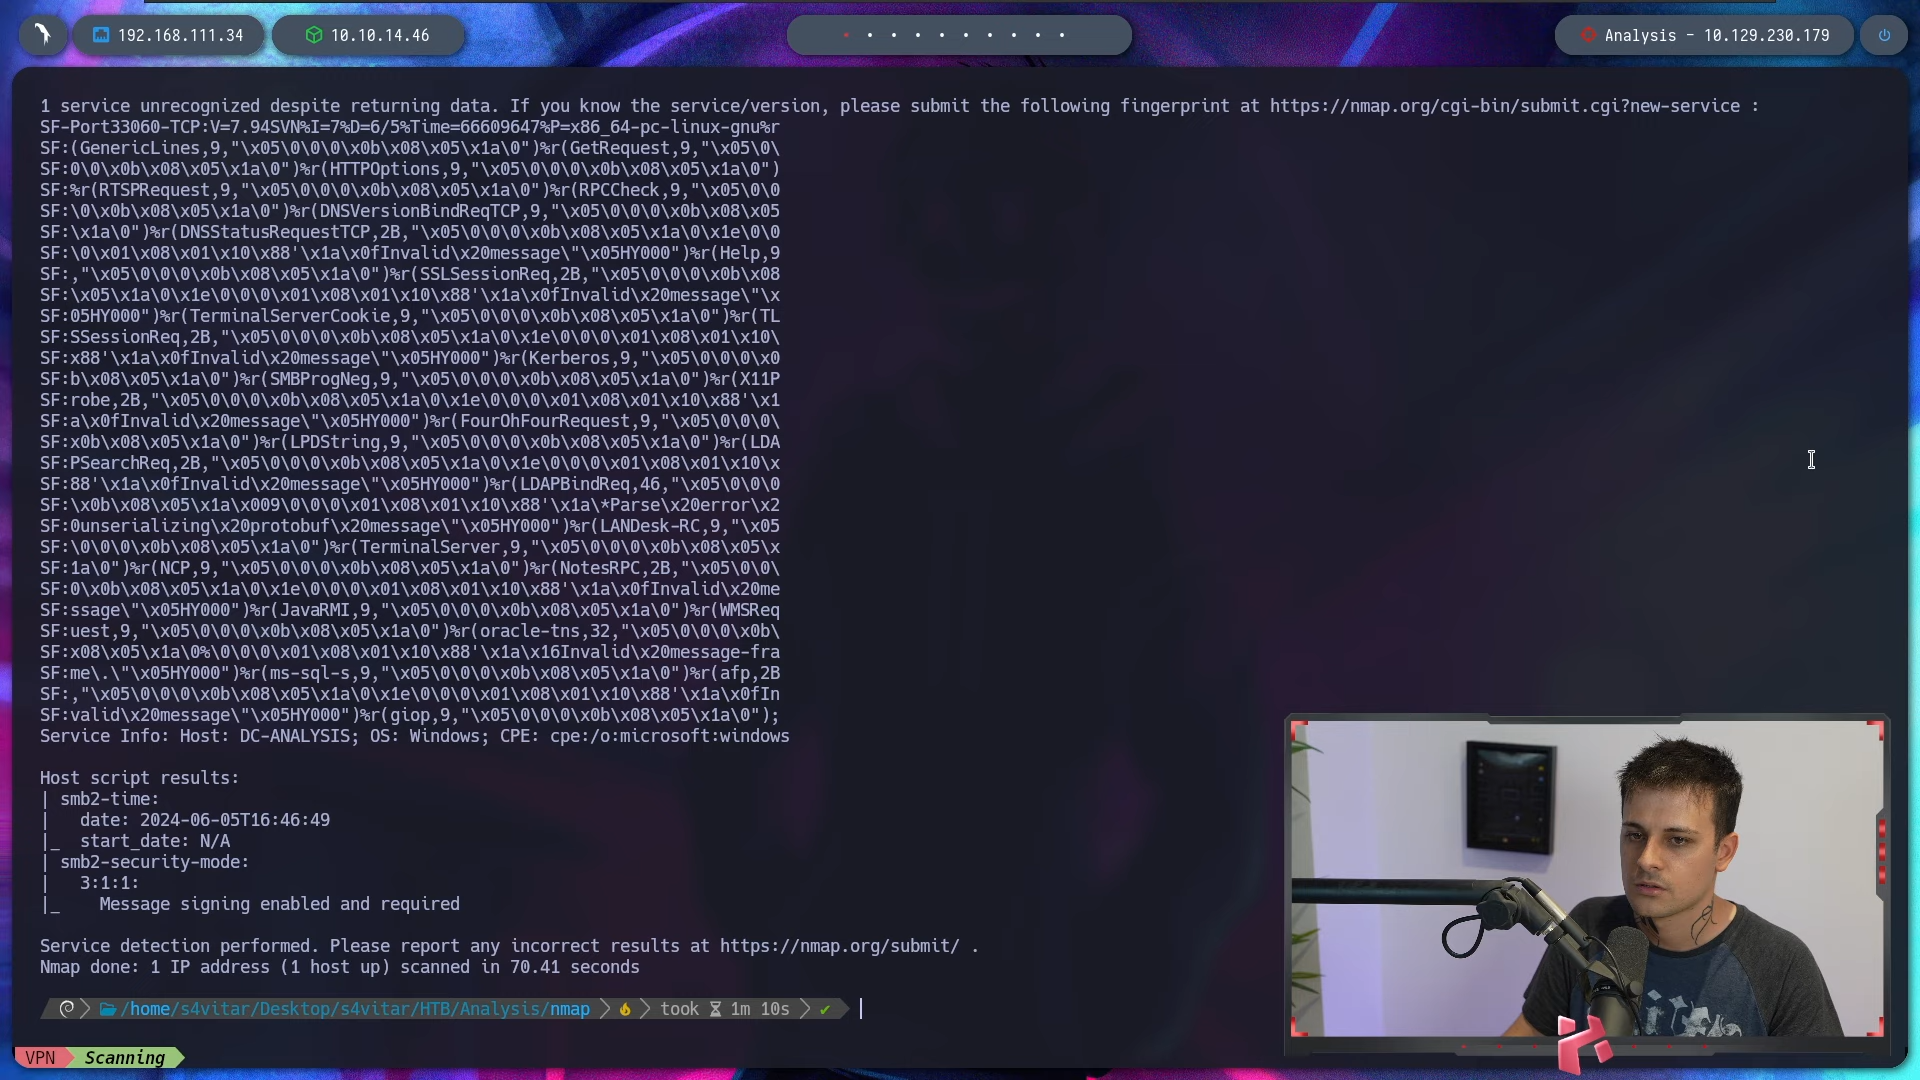 192.168.111.34
10.10.14.46
Analysis - 10.129.230.179
1 service unrecognized despite returning data. If you know the service/version, please submit the following fingerprint at https://nmap.org/cgi-bin/submit.cgi?new-service :
SF-Port33060-TCP:V=7.94SVN%I=7%D=6/5%Time=66609647%P=x86_64-pc-linux-gnu%r
SF:(GenericLines,9,"\x05\0\0\0\x0b\x08\x05\x1a\0")%r(GetRequest,9,"\x05\0\
SF:0\0\x0b\x08\x05\x1a\0")%r(HTTPOptions,9,"\x05\0\0\0\x0b\x08\x05\x1a\0")
SF:%r(RTSPRequest,9,"\x05\0\0\0\x0b\x08\x05\x1a\0")%r(RPCCheck,9,"\x05\0\0
SF:\0\x0b\x08\x05\x1a\0")%r(DNSVersionBindReqTCP,9,"\x05\0\0\0\x0b\x08\x05
SF:\x1a\0")%r(DNSStatusRequestTCP,2B,"\x05\0\0\0\x0b\x08\x05\x1a\0\x1e\0\0
SF:\0\x01\x08\x01\x10\x88'\x1a\x0fInvalid\x20message\"\x05HY000")%r(Help,9
SF:,"\x05\0\0\0\x0b\x08\x05\x1a\0")%r(SSLSessionReq,2B,"\x05\0\0\0\x0b\x08
SF:\x05\x1a\0\x1e\0\0\0\x01\x08\x01\x10\x88'\x1a\x0fInvalid\x20message\"\x
SF:05HY000")%r(TerminalServerCookie,9,"\x05\0\0\0\x0b\x08\x05\x1a\0")%r(TL
SF:SSessionReq,2B,"\x05\0\0\0\x0b\x08\x05\x1a\0\x1e\0\0\0\x01\x08\x01\x10\
SF:x88'\x1a\x0fInvalid\x20message\"\x05HY000")%r(Kerberos,9,"\x05\0\0\0\x0
SF:b\x08\x05\x1a\0")%r(SMBProgNeg,9,"\x05\0\0\0\x0b\x08\x05\x1a\0")%r(X11P
SF:robe,2B,"\x05\0\0\0\x0b\x08\x05\x1a\0\x1e\0\0\0\x01\x08\x01\x10\x88'\x1
SF:a\x0fInvalid\x20message\"\x05HY000")%r(FourOhFourRequest,9,"\x05\0\0\0\
SF:x0b\x08\x05\x1a\0")%r(LPDString,9,"\x05\0\0\0\x0b\x08\x05\x1a\0")%r(LDA
SF:PSearchReq,2B,"\x05\0\0\0\x0b\x08\x05\x1a\0\x1e\0\0\0\x01\x08\x01\x10\x
SF:88'\x1a\x0fInvalid\x20message\"\x05HY000")%r(LDAPBindReq,46,"\x05\0\0\0
SF:\x0b\x08\x05\x1a\x009\0\0\0\x01\x08\x01\x10\x88'\x1a\*Parse\x20error\x2
SF:0unserializing\x20protobuf\x20message\"\x05HY000")%r(LANDesk-RC,9,"\x05
SF:\0\0\0\x0b\x08\x05\x1a\0")%r(TerminalServer,9,"\x05\0\0\0\x0b\x08\x05\x
SF:1a\0")%r(NCP,9,"\x05\0\0\0\x0b\x08\x05\x1a\0")%r(NotesRPC,2B,"\x05\0\0\
SF:0\x0b\x08\x05\x1a\0\x1e\0\0\0\x01\x08\x01\x10\x88'\x1a\x0fInvalid\x20me
SF:ssage\"\x05HY000")%r(JavaRMI,9,"\x05\0\0\0\x0b\x08\x05\x1a\0")%r(WMSReq
SF:uest,9,"\x05\0\0\0\x0b\x08\x05\x1a\0")%r(oracle-tns,32,"\x05\0\0\0\x0b\
SF:x08\x05\x1a\0%\0\0\0\x01\x08\x01\x10\x88'\x1a\x16Invalid\x20message-fra
SF:me\.\"\x05HY000")%r(ms-sql-s,9,"\x05\0\0\0\x0b\x08\x05\x1a\0")%r(afp,2B
SF:,"\x05\0\0\0\x0b\x08\x05\x1a\0\x1e\0\0\0\x01\x08\x01\x10\x88'\x1a\x0fIn
SF:valid\x20message\"\x05HY000")%r(giop,9,"\x05\0\0\0\x0b\x08\x05\x1a\0");
Service Info: Host: DC-ANALYSIS; OS: Windows; CPE: cpe:/o:microsoft:windows
Host script results:
| smb2-time:
|   date: 2024-06-05T16:46:49
|_  start_date: N/A
| smb2-security-mode:
|   3:1:1:
|_    Message signing enabled and required
Service detection performed. Please report any incorrect results at https://nmap.org/submit/ .
Nmap done: 1 IP address (1 host up) scanned in 70.41 seconds
/home/s4vitar/Desktop/s4vitar/HTB/Analysis/nmap took 1m 10s
VPN Scanning